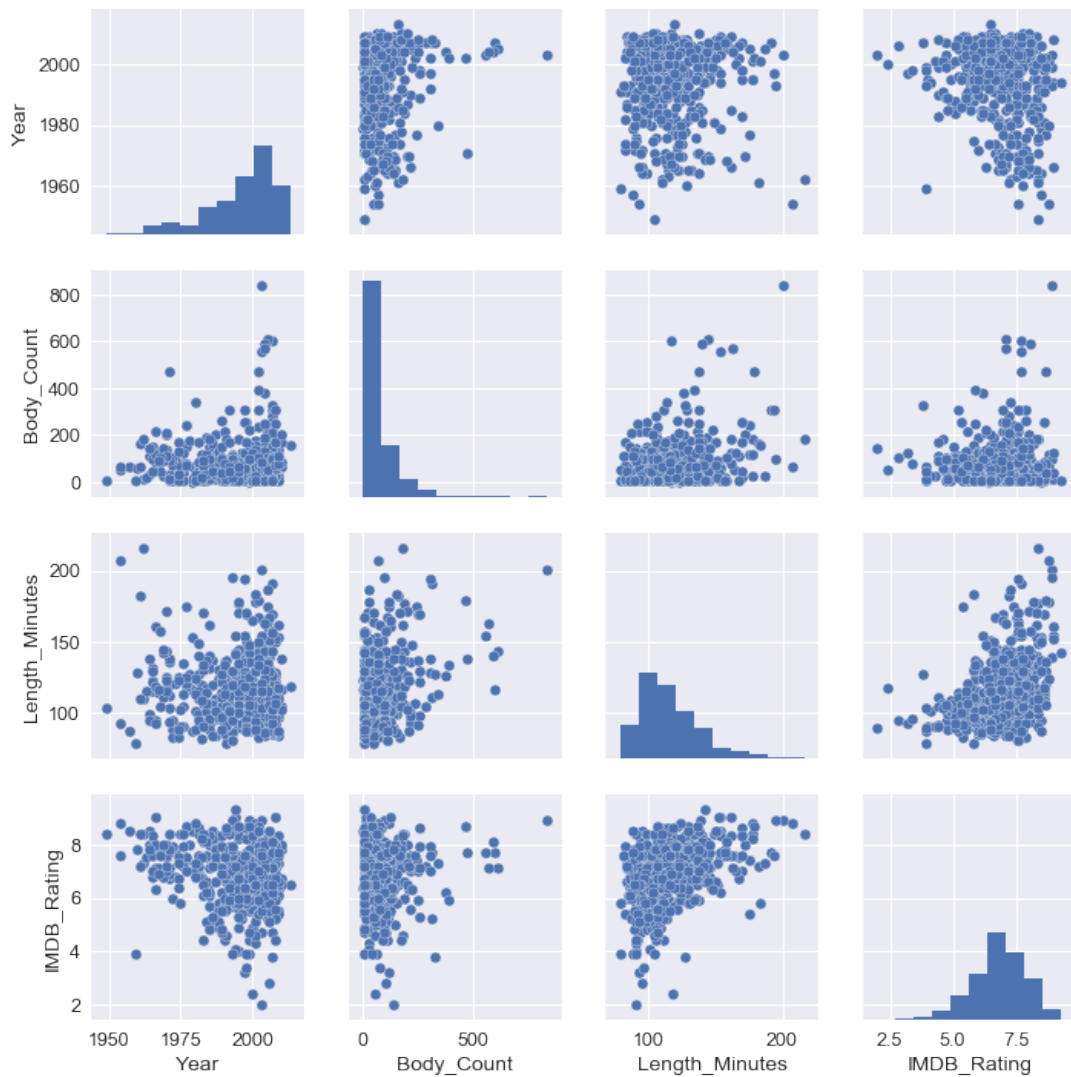 Year
2000
1980
1960
Body_Count
800
600
400
200
0
Length_Minutes
200
150
100
IMDB_Rating
8
6
4
2
1950 1975 2000
0 500
100 200
2.5 5.0 7.5
Year
Body_Count
Length_Minutes
IMDB_Rating